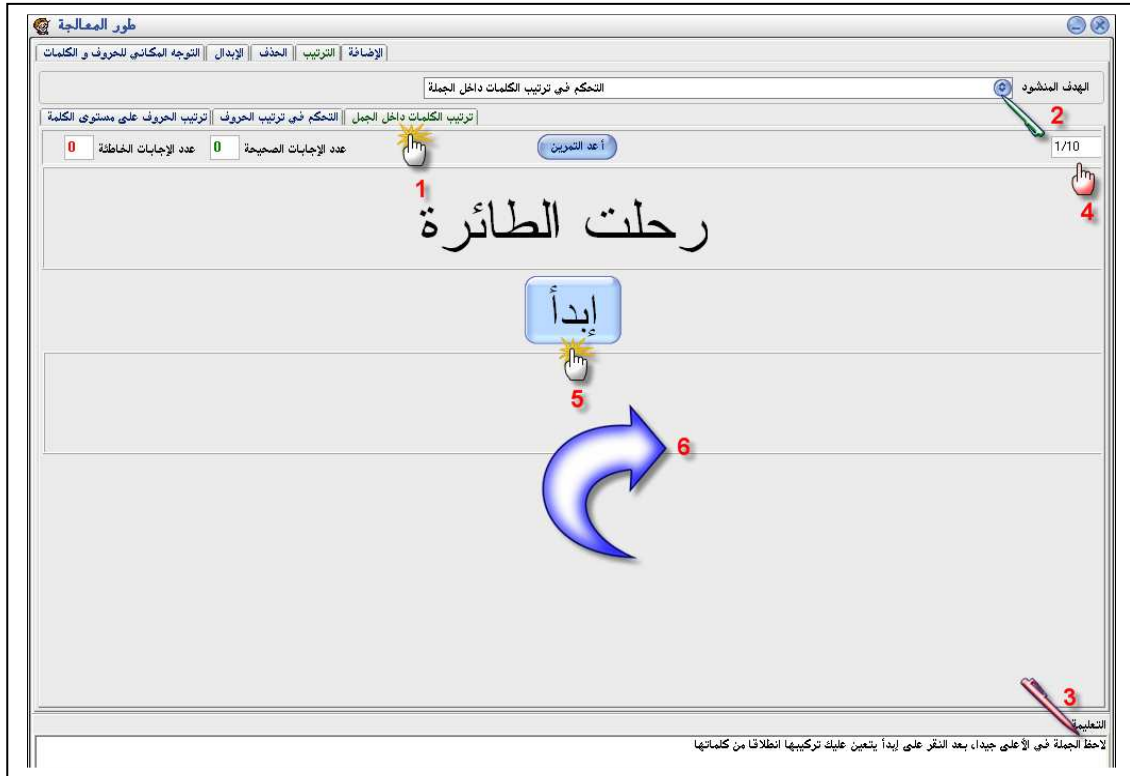 طور المعالجة
الإضافة الترتيب الحذف الإبدال التوجه المكاني للحروف و الكلمات
الهدف المنشود التحكم في ترتيب الكلمات داخل الجملة
2
ترتيب الكلمات داخل الجمل التحكم في ترتيب الحروف ترتيب الحروف على مستوى الكلمة
1/10 أعد التمرين عدد الإجابات الصحيحة 0 عدد الإجابات الخاطئة 0
1
4
رحلت الطائرة
إبدأ
5
6
3
التعليمة
لاحظ الجملة في الأعلى جيدا، بعد النقر على إبدأ يتعين عليك تركيبها انطلاقا من كلماتها